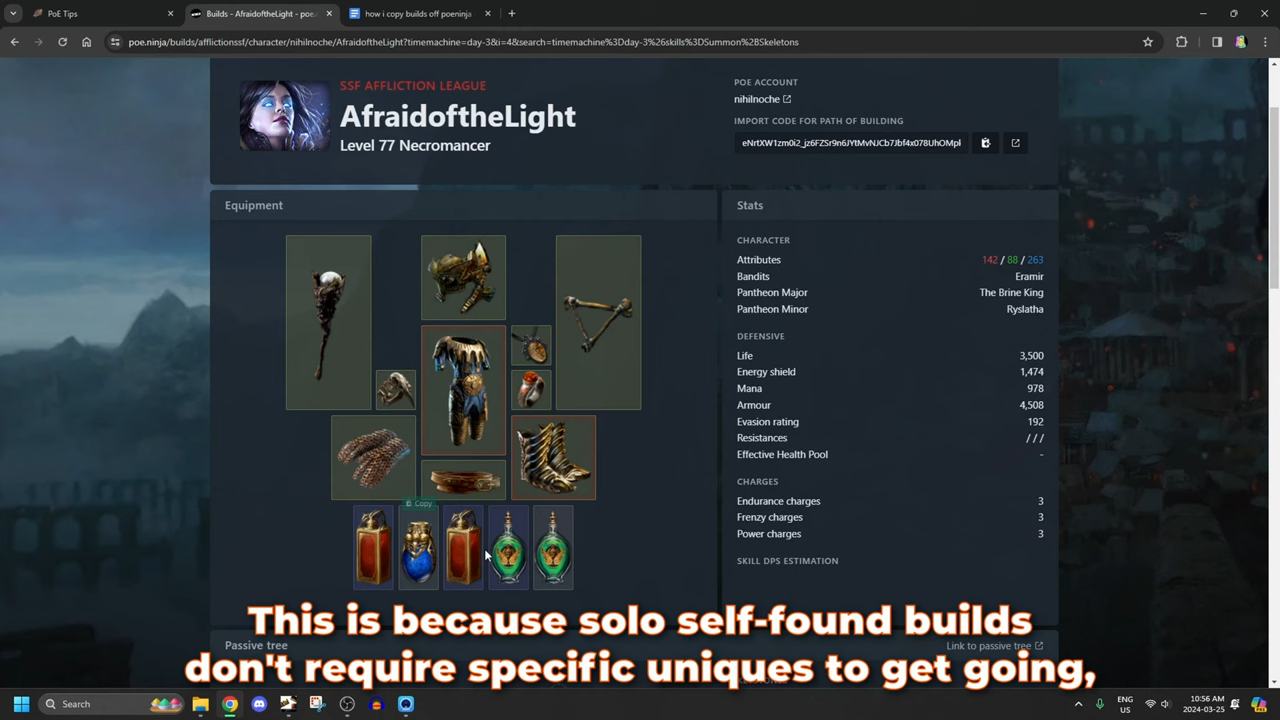 PoE Tips
Builds - AfraidoftheLight - poe.
how i copy builds off poeninja
poe.ninja/builds/afflictionssf/character/nihilnoche/AfraidoftheLight?timemachine=day-3&i=4&search=timemachine%3Dday-3%26skills%3DSummon%2BSkeletons
SSF AFFLICTION LEAGUE
AfraidoftheLight
Level 77 Necromancer
POE ACCOUNT
nihilnoche
IMPORT CODE FOR PATH OF BUILDING
Equipment
Copy
Stats
CHARACTER
Attributes 142 / 88 / 263
Bandits Eramir
Pantheon Major The Brine King
Pantheon Minor Ryslatha
DEFENSIVE
Life 3,500
Energy shield 1,474
Mana 978
Armour 4,508
Evasion rating 192
Resistances / / /
Effective Health Pool -
CHARGES
Endurance charges 3
Frenzy charges 3
Power charges 3
SKILL DPS ESTIMATION
This is because solo self-found builds
don't require specific uniques to get going,
Passive tree
Link to passive tree
Search
ENG
US
10:56 AM
2024-03-25